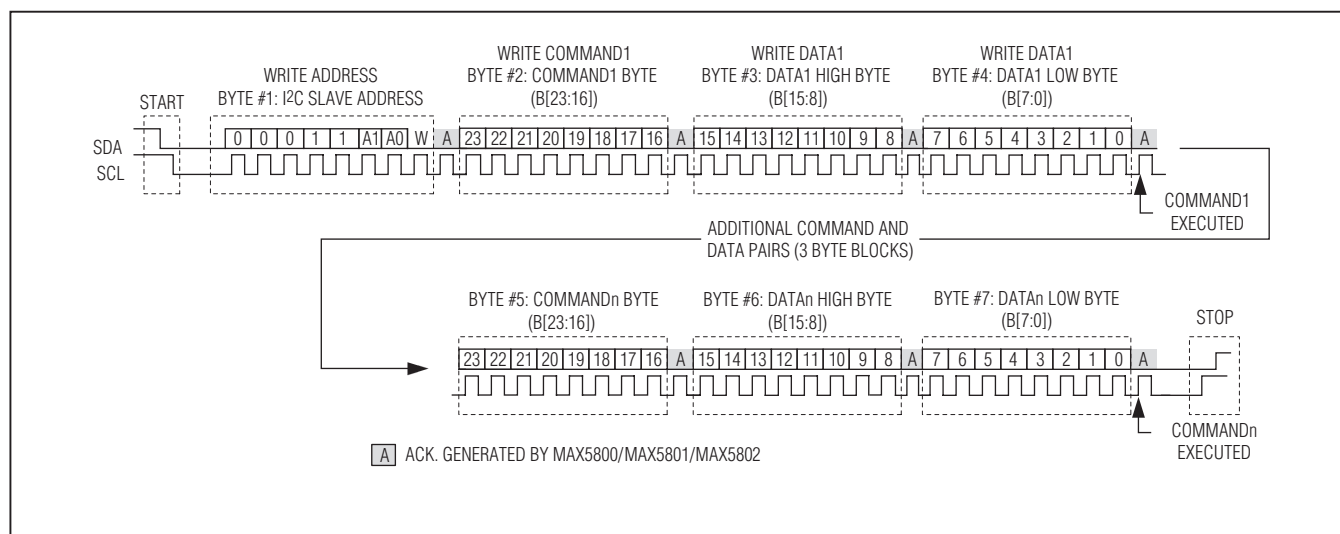 WRITE ADDRESS
BYTE #1: I²C SLAVE ADDRESS
WRITE COMMAND1
BYTE #2: COMMAND1 BYTE
(B[23:16])
WRITE DATA1
BYTE #3: DATA1 HIGH BYTE
(B[15:8])
WRITE DATA1
BYTE #4: DATA1 LOW BYTE
(B[7:0])
START
SDA
SCL
0 0 0 1 1 A1 A0 W A 23 22 21 20 19 18 17 16 A 15 14 13 12 11 10 9 8 A 7 6 5 4 3 2 1 0 A
COMMAND1
EXECUTED
ADDITIONAL COMMAND AND
DATA PAIRS (3 BYTE BLOCKS)
BYTE #5: COMMANDn BYTE
(B[23:16])
BYTE #6: DATAn HIGH BYTE
(B[15:8])
BYTE #7: DATAn LOW BYTE
(B[7:0])
STOP
23 22 21 20 19 18 17 16 A 15 14 13 12 11 10 9 8 A 7 6 5 4 3 2 1 0 A
COMMANDn
EXECUTED
A ACK. GENERATED BY MAX5800/MAX5801/MAX5802